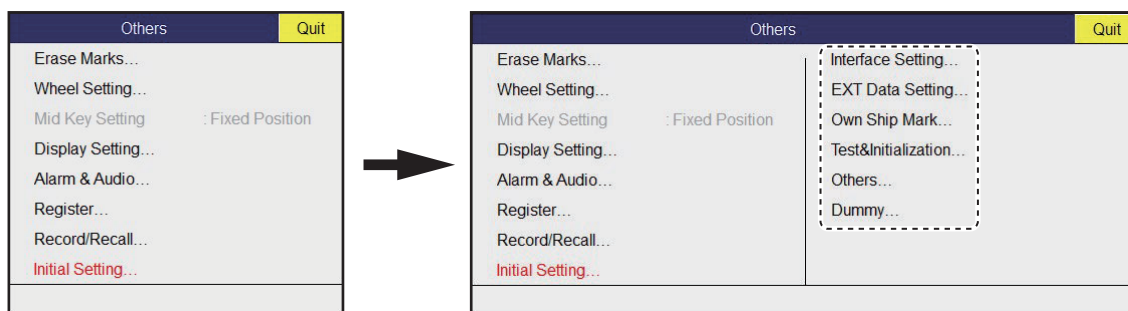 Others Quit
Erase Marks...
Wheel Setting...
Mid Key Setting : Fixed Position
Display Setting...
Alarm & Audio...
Register...
Record/Recall...
Initial Setting...
Others Quit
Erase Marks...
Wheel Setting...
Mid Key Setting : Fixed Position
Display Setting...
Alarm & Audio...
Register...
Record/Recall...
Initial Setting...
Interface Setting...
EXT Data Setting...
Own Ship Mark...
Test&Initialization...
Others...
Dummy...